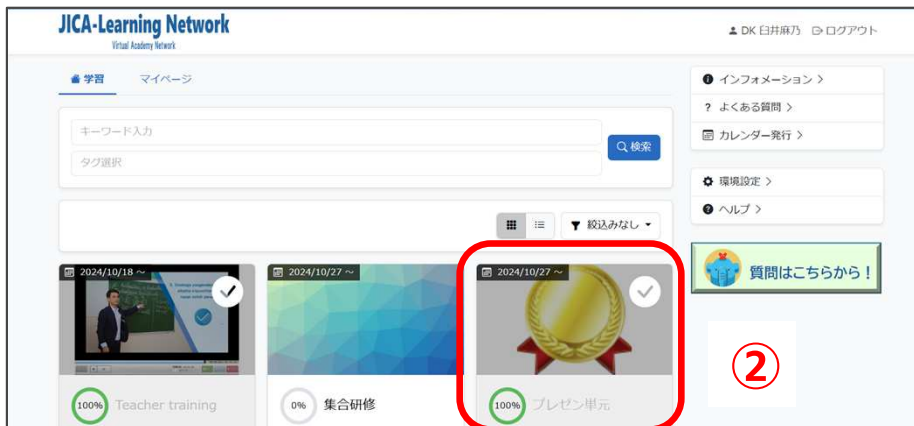 JICA-Learning Network
Virtual Academy Network
DK 臼井麻乃 ログアウト
学習 マイページ
インフォメーション >
? よくある質問 >
カレンダー発行 >
キーワード入力
タグ選択
検索
環境設定 >
ヘルプ >
絞込みなし
質問はこちらから！
2024/10/18 ～
2024/10/27 ～
2024/10/27 ～
100% Teacher training
0% 集合研修
100% プレゼン単元
②